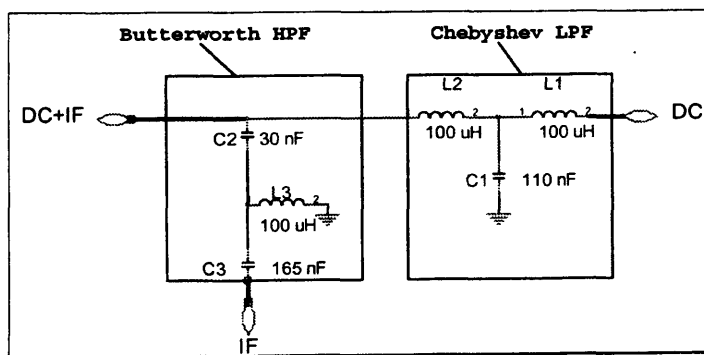 Butterworth HPF Chebyshev LPF
L2 L1
DC+IF 2 1 2 DC
C2 30 nF 100 uH 100 uH
C1 110 nF
L3 2
100 uH
C3 165 nF
IF